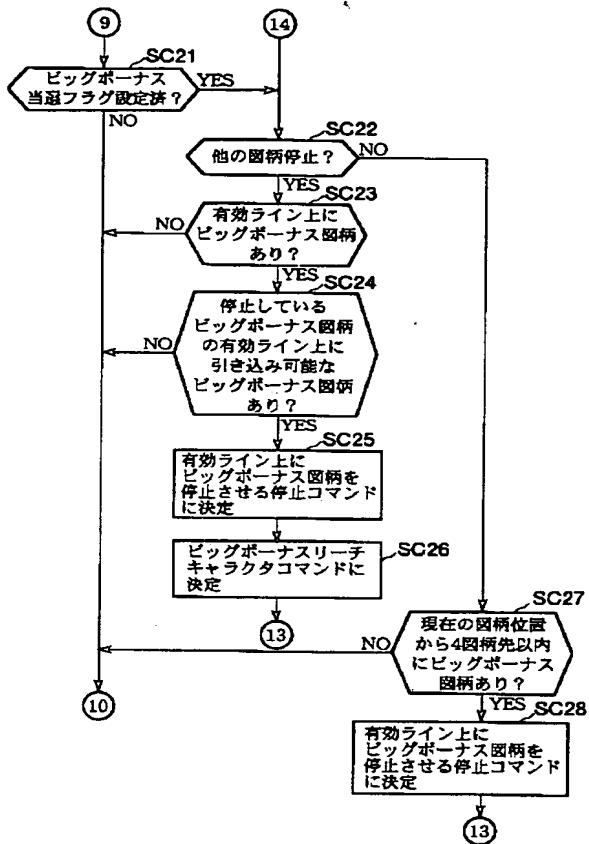 9
14
SC21
ビッグボーナス
当選フラグ設定済？
YES
NO
SC22
他の図柄停止？
NO
YES
SC23
有効ライン上に
ビッグボーナス図柄
あり？
NO
YES
SC24
停止している
ビッグボーナス図柄
の有効ライン上に
引き込み可能な
ビッグボーナス図柄
あり？
NO
YES
SC25
有効ライン上に
ビッグボーナス図柄を
停止させる停止コマンド
に決定
SC26
ビッグボーナスリーチ
キャラクタコマンドに
決定
13
SC27
現在の図柄位置
から4図柄先以内
にビッグボーナス
図柄あり？
NO
YES
10
SC28
有効ライン上に
ビッグボーナス図柄を
停止させる停止コマンド
に決定
13